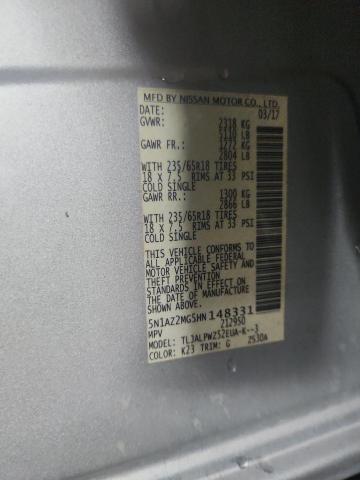 MFD BY NISSAN MOTOR CO., LTD.
DATE: 03/17
GVWR: 2318 KG
5110 LB
GAWR FR.: 1272 KG
2804 LB
WITH 235/65R18 TIRES
18 X 7.5 RIMS AT 33 PSI
COLD SINGLE
GAWR RR.: 1300 KG
2866 LB
WITH 235/65R18 TIRES
18 X 7.5 RIMS AT 33 PSI
COLD SINGLE
THIS VEHICLE CONFORMS TO
ALL APPLICABLE FEDERAL
MOTOR VEHICLE SAFETY AND
THEFT PREVENTION
STANDARDS IN EFFECT ON
THE DATE OF MANUFACTURE
SHOWN ABOVE.
5N1AZ2MG5HN148331
MPV 212950
MODEL: TLJALPWZ52EUA-K--3
COLOR: K23 TRIM: G Z530A